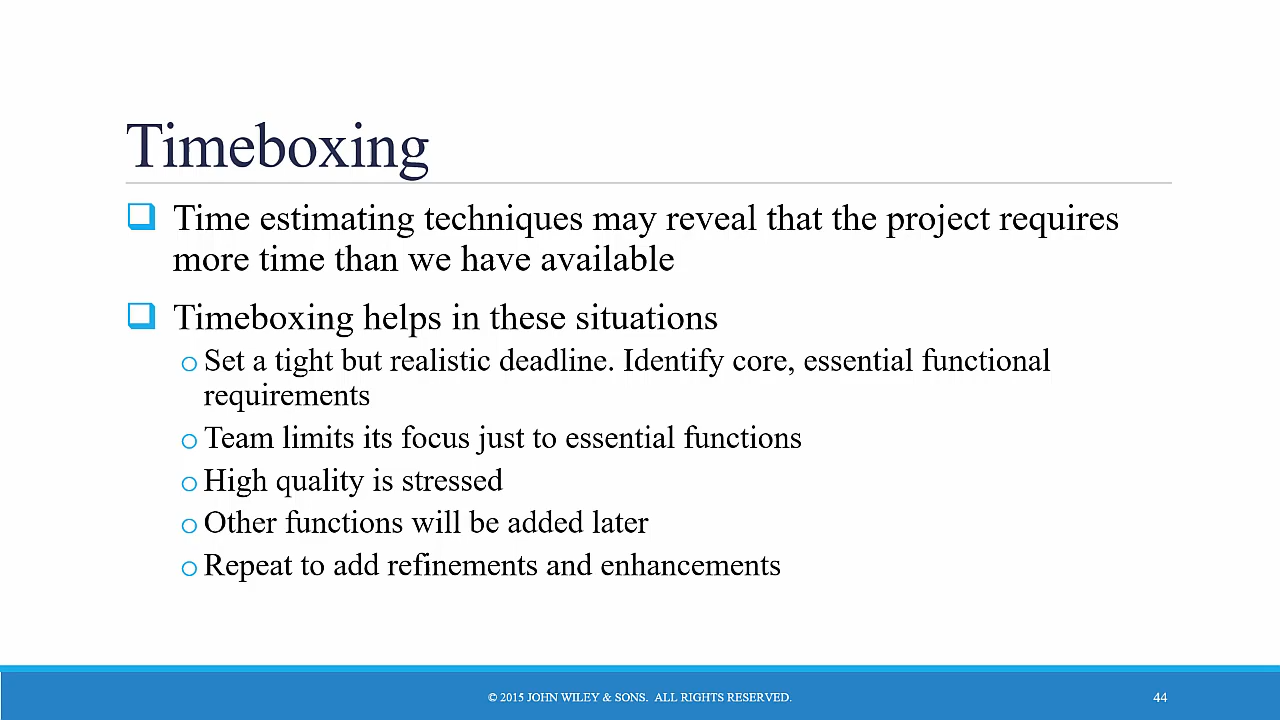 Timeboxing
Time estimating techniques may reveal that the project requires
more time than we have available
Timeboxing helps in these situations
Set a tight but realistic deadline. Identify core, essential functional
requirements
Team limits its focus just to essential functions
High quality is stressed
Other functions will be added later
Repeat to add refinements and enhancements
© 2015 JOHN WILEY & SONS. ALL RIGHTS RESERVED.
44